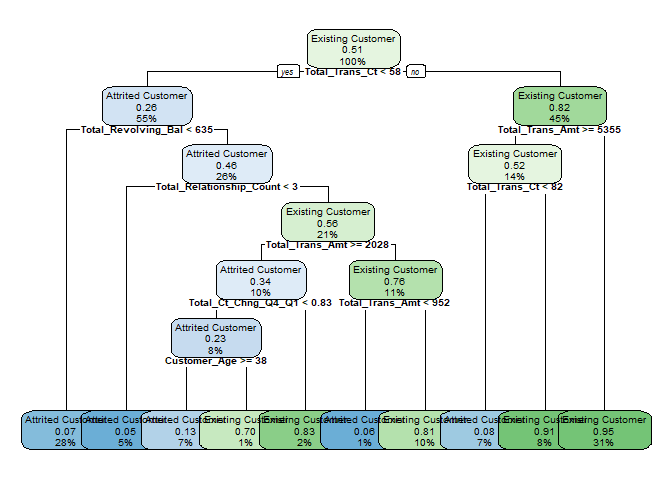 Existing Customer
0.51
100%
yes Total_Trans_Ct < 58 no
Attrited Customer
0.26
55%
Existing Customer
0.82
45%
Total_Revolving_Bal < 635
Total_Trans_Amt >= 5355
Attrited Customer
0.46
26%
Existing Customer
0.52
14%
Total_Relationship_Count < 3
Total_Trans_Ct < 82
Existing Customer
0.56
21%
Total_Trans_Amt >= 2028
Attrited Customer
0.34
10%
Existing Customer
0.76
11%
Total_Ct_Chng_Q4_Q1 < 0.83
Total_Trans_Amt < 952
Attrited Customer
0.23
8%
Customer_Age >= 38
Attrited Customer
0.07
28%
Attrited Customer
0.05
5%
Attrited Customer
0.13
7%
Existing Customer
0.70
1%
Existing Customer
0.83
2%
Attrited Customer
0.06
1%
Existing Customer
0.81
10%
Attrited Customer
0.08
7%
Existing Customer
0.91
8%
Existing Customer
0.95
31%